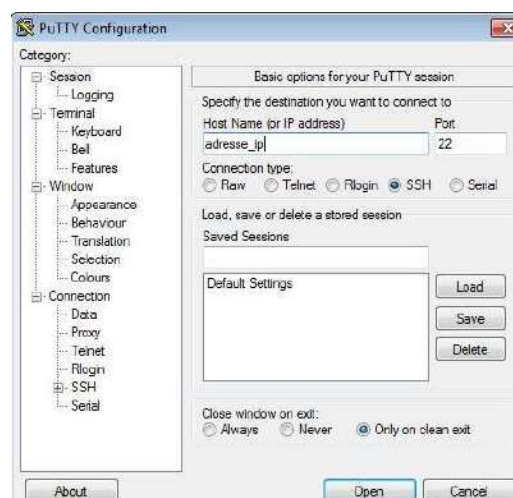 PuTTY Configuration
Category:
Session
Logging
Terminal
Keyboard
Bell
Features
Window
Appearance
Behaviour
Translation
Selection
Colours
Connection
Data
Proxy
Telnet
Rlogin
SSH
Serial
Basic options for your PuTTY session
Specify the destination you want to connect to
Host Name (or IP address) Port
adresse_ip 22
Connection type:
Raw Telnet Rlogin SSH Serial
Load, save or delete a stored session
Saved Sessions
Default Settings
Load
Save
Delete
Close window on exit:
Always Never Only on clean exit
About Open Cancel